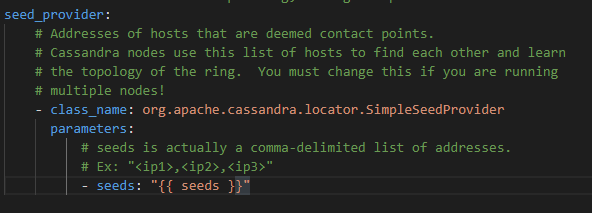 seed_provider:
# Addresses of hosts that are deemed contact points.
# Cassandra nodes use this list of hosts to find each other and learn
# the topology of the ring.  You must change this if you are running
# multiple nodes!
- class_name: org.apache.cassandra.locator.SimpleSeedProvider
parameters:
# seeds is actually a comma-delimited list of addresses.
# Ex: "<ip1>,<ip2>,<ip3>"
- seeds: "{{ seeds }}"